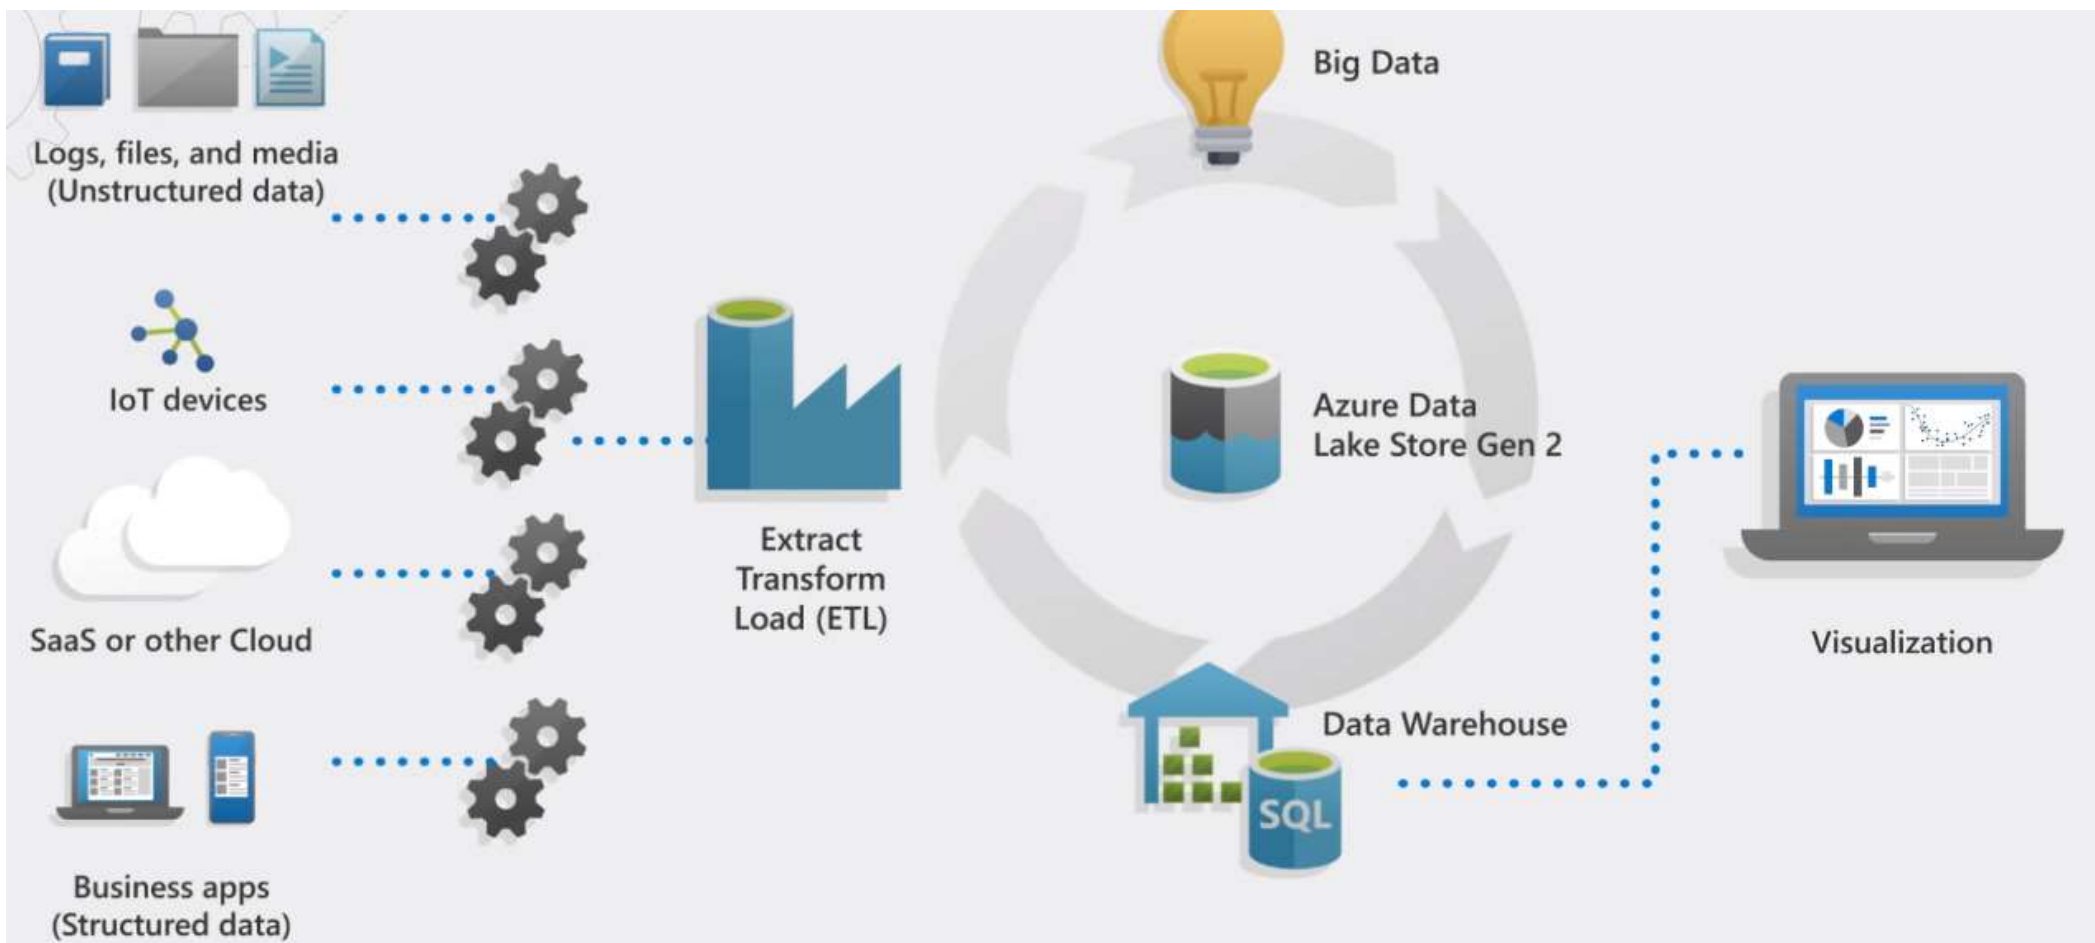 Logs, files, and media
(Unstructured data)
IoT devices
SaaS or other Cloud
Business apps
(Structured data)
Extract
Transform
Load (ETL)
Big Data
Azure Data
Lake Store Gen 2
Data Warehouse
SQL
Visualization